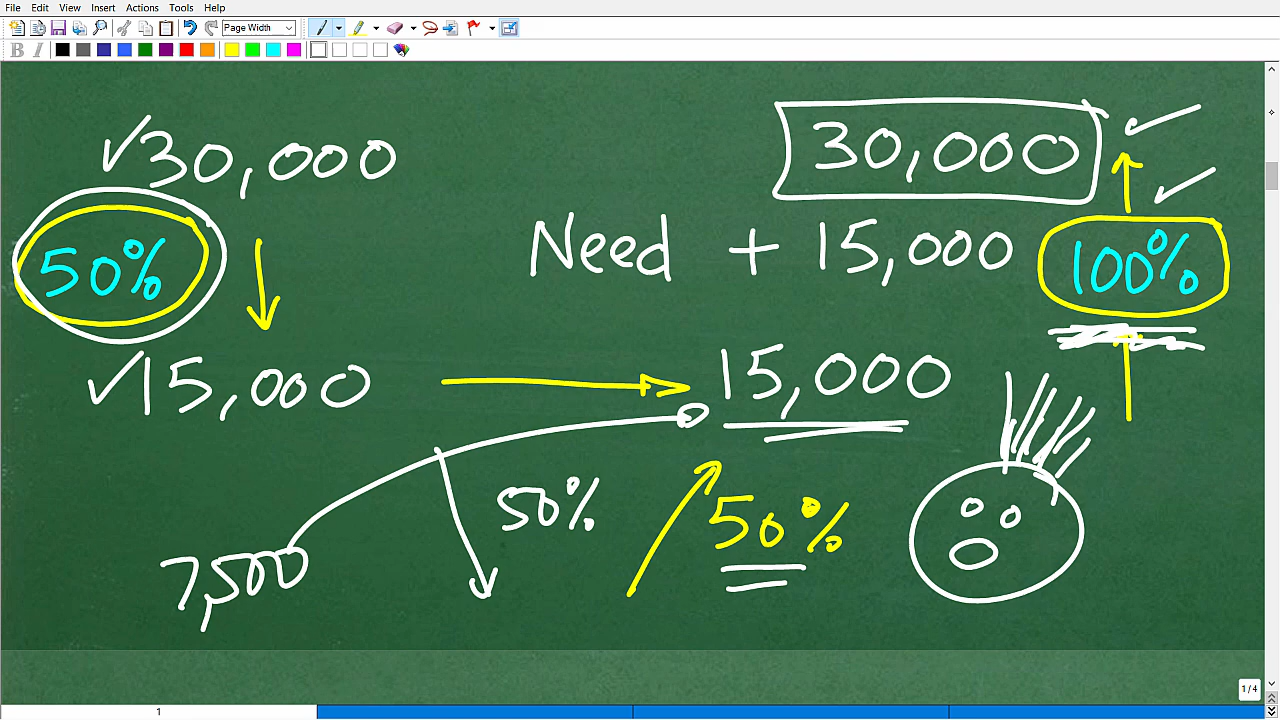 File Edit View Insert Actions Tools Help
Page Width
B I
✓30,000
30,000 ✓
50%
Need + 15,000 100% ✓
✓15,000
15,000
50%
50%
7,500
1/4
1